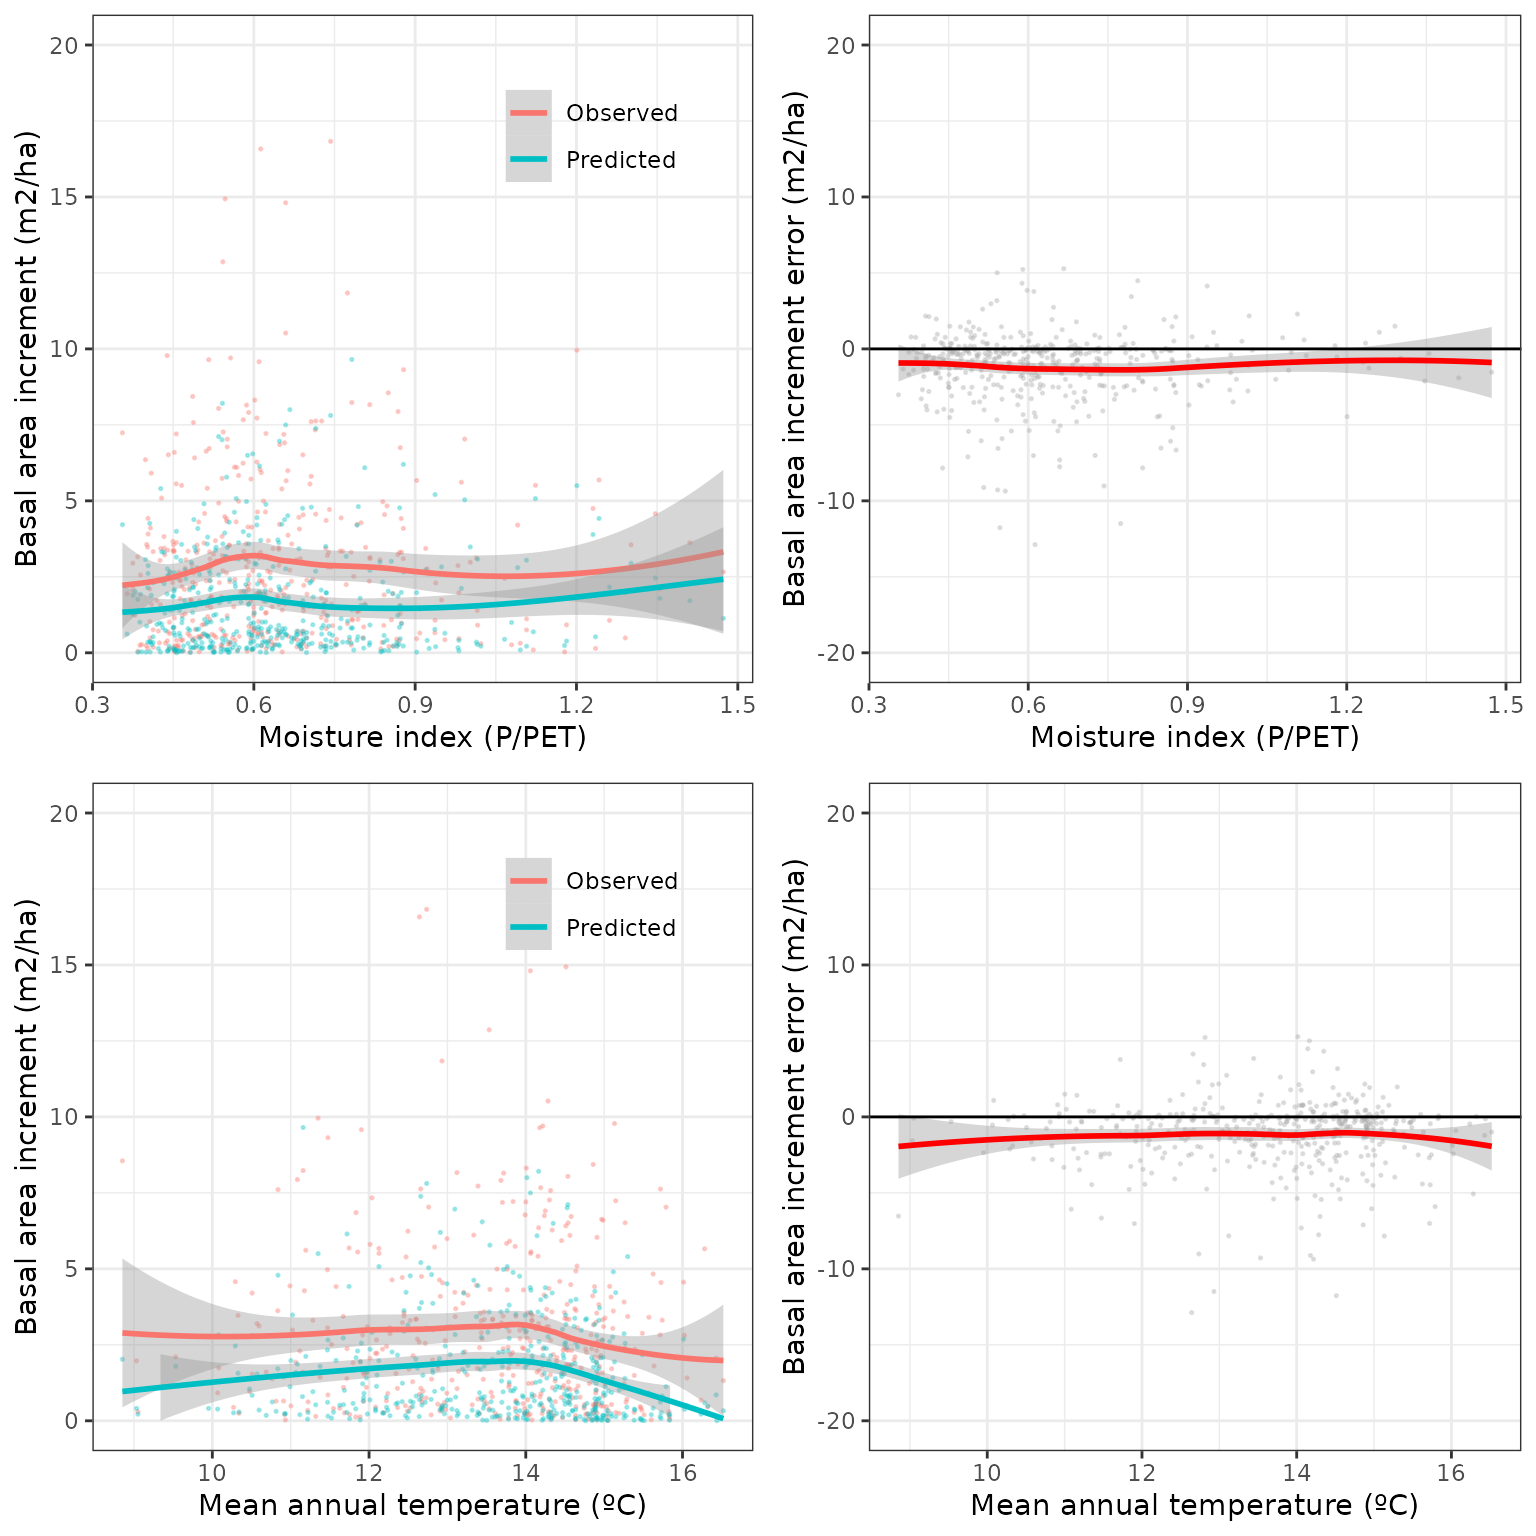 20
15
10
5
0
Basal area increment (m2/ha)
Observed
Predicted
0.3 0.6 0.9 1.2 1.5
Moisture index (P/PET)
20
10
0
-10
-20
Basal area increment error (m2/ha)
0.3 0.6 0.9 1.2 1.5
Moisture index (P/PET)
20
15
10
5
0
Basal area increment (m2/ha)
Observed
Predicted
10 12 14 16
Mean annual temperature (ºC)
20
10
0
-10
-20
Basal area increment error (m2/ha)
10 12 14 16
Mean annual temperature (ºC)